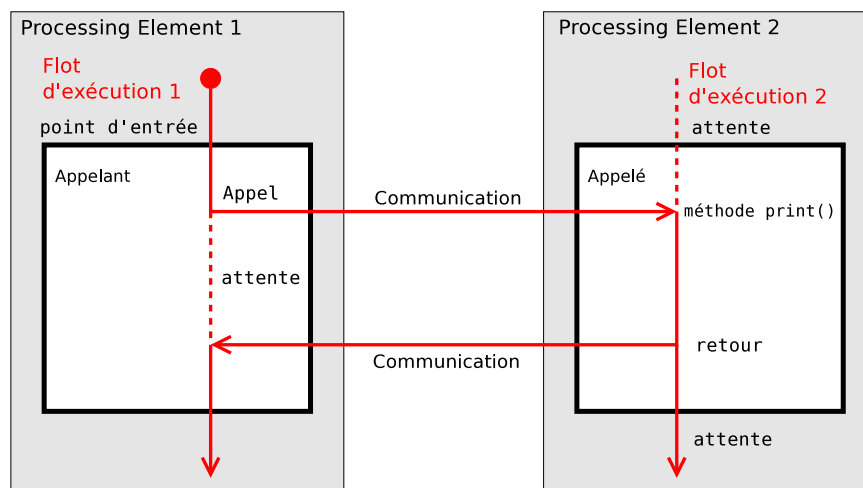 Processing Element 1
Flot
d'exécution 1
point d'entrée
Appelant
Appel
attente
Communication
Communication
Processing Element 2
Flot
d'exécution 2
attente
Appelé
méthode print()
retour
attente